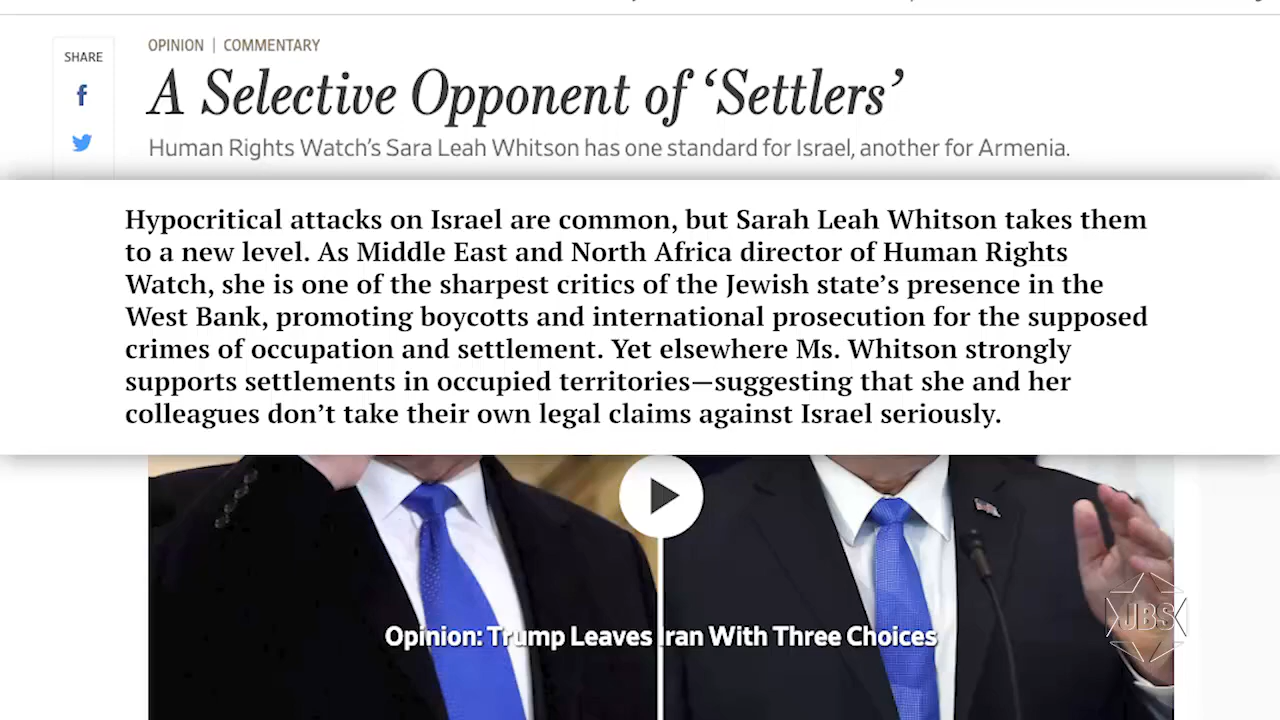 OPINION | COMMENTARY
SHARE
A Selective Opponent of ‘Settlers’
Human Rights Watch’s Sara Leah Whitson has one standard for Israel, another for Armenia.
Hypocritical attacks on Israel are common, but Sarah Leah Whitson takes them
to a new level. As Middle East and North Africa director of Human Rights
Watch, she is one of the sharpest critics of the Jewish state’s presence in the
West Bank, promoting boycotts and international prosecution for the supposed
crimes of occupation and settlement. Yet elsewhere Ms. Whitson strongly
supports settlements in occupied territories—suggesting that she and her
colleagues don’t take their own legal claims against Israel seriously.
Opinion: Trump Leaves Iran With Three Choices
JBS